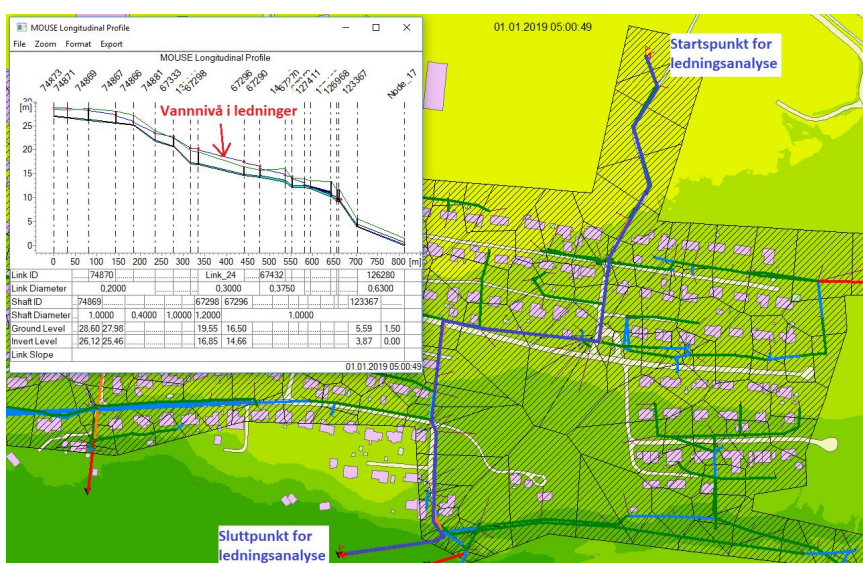 MOUSE Longitudinal Profile
File Zoom Format Export
MOUSE Longitudinal Profile
74873 74871 74869 74867 74866 74881 67333 67298 67296 67290 127411 126968 123367 Node_17
[m]
Vannnivå i ledninger
25
20
15
10
5
0
0 50 100 150 200 250 300 350 400 450 500 550 600 650 700 750 800 [m]
Link ID 74870 Link_24 67432 126280
Link Diameter 0.2000 0.3000 0.3750 0.6300
Shaft ID 74869 67298 67296 123367
Shaft Diameter 1.0000 0.4000 1.0000 1.2000 1.0000
Ground Level 28.60 27.98 19.55 16.50 5.59 1.50
Invert Level 26.12 25.46 16.85 14.66 3.87 0.00
Link Slope
01.01.2019 05:00:49
01.01.2019 05:00:49
Startspunkt for
ledningsanalyse
Sluttpunkt for
ledningsanalyse